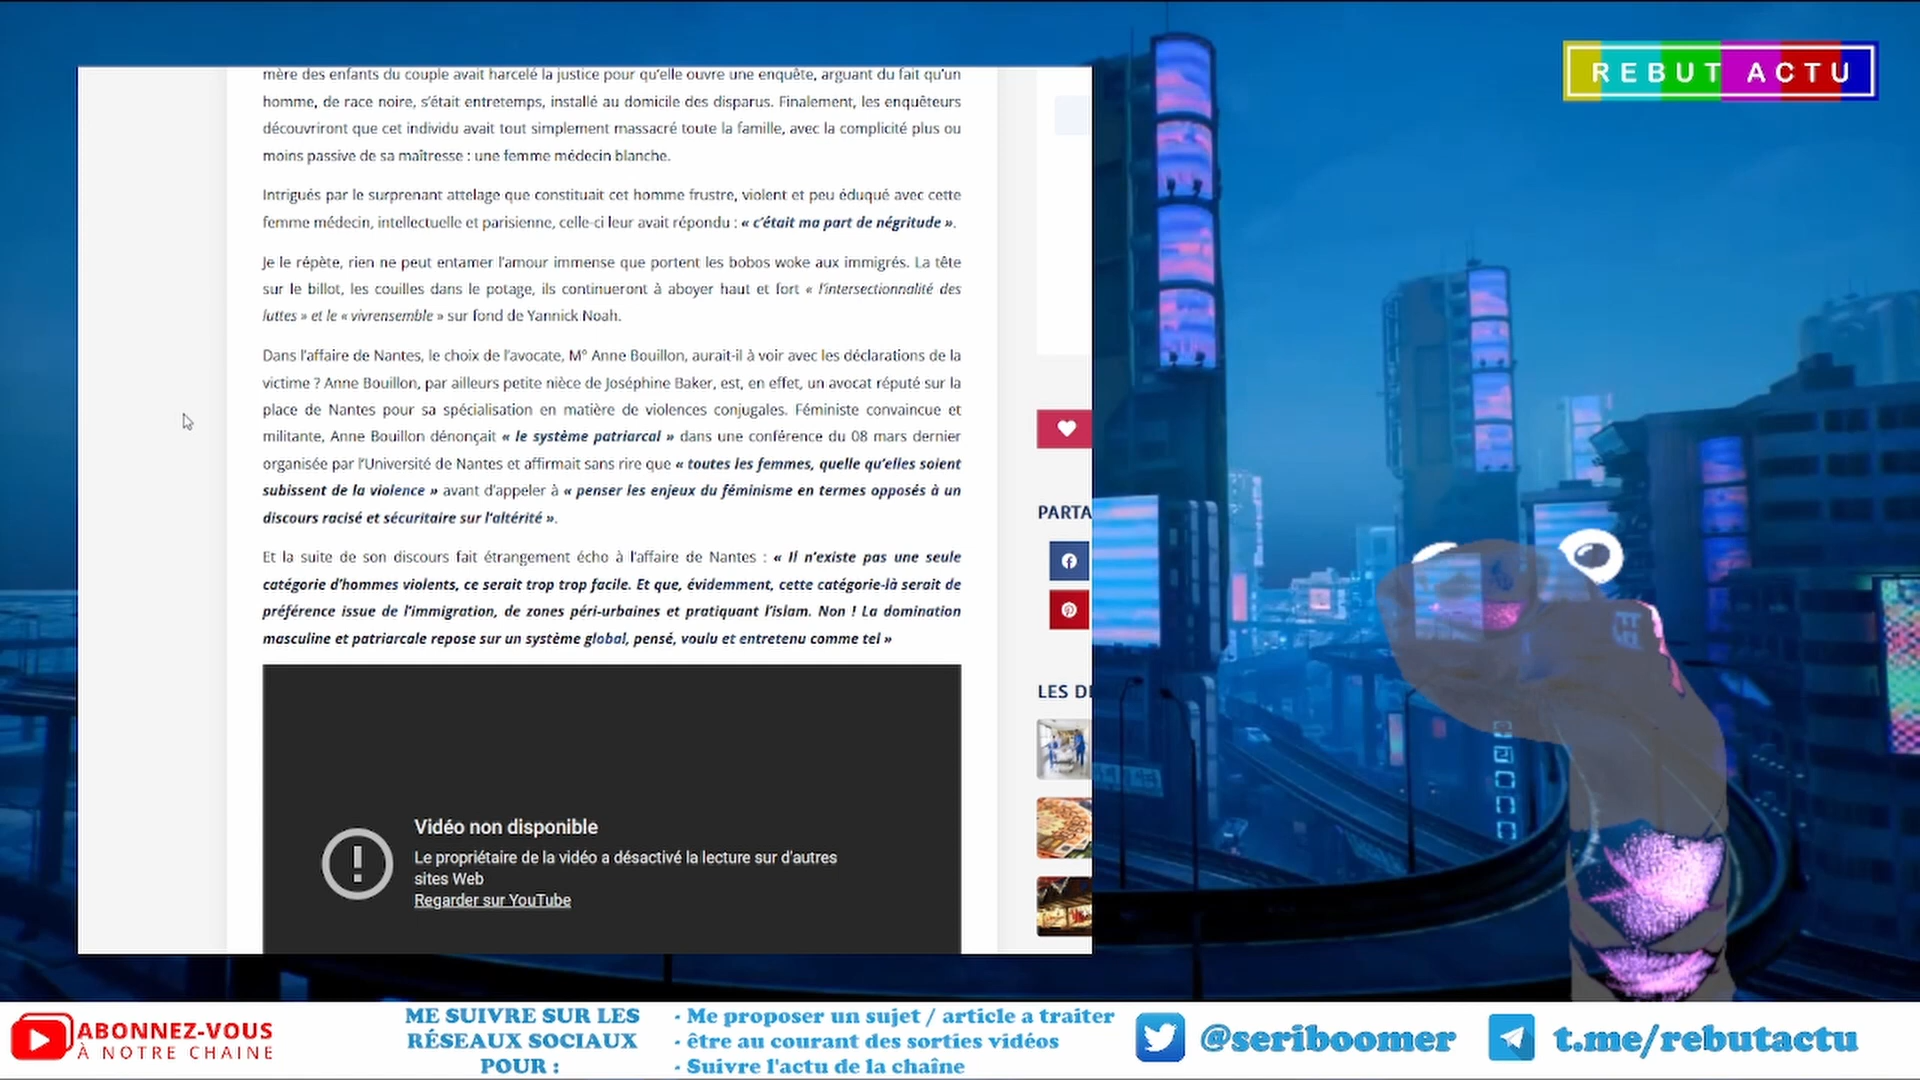 REBUT ACTU
mère des enfants du couple avait harcelé la justice pour qu'elle ouvre une enquête, arguant du fait qu'un
homme, de race noire, s'était entretemps, installé au domicile des disparus. Finalement, les enquêteurs
découvriront que cet individu avait tout simplement massacré toute la famille, avec la complicité plus ou
moins passive de sa maîtresse : une femme médecin blanche.
Intrigués par le surprenant attelage que constituait cet homme frustre, violent et peu éduqué avec cette
femme médecin, intellectuelle et parisienne, celle-ci leur avait répondu : « c'était ma part de négritude ».
Je le répète, rien ne peut entamer l'amour immense que portent les bobos woke aux immigrés. La tête
sur le billot, les couilles dans le potage, ils continueront à aboyer haut et fort « l'intersectionnalité des
luttes » et le « vivrensemble » sur fond de Yannick Noah.
Dans l'affaire de Nantes, le choix de l'avocate, M° Anne Bouillon, aurait-il à voir avec les déclarations de la
victime ? Anne Bouillon, par ailleurs petite nièce de Joséphine Baker, est, en effet, un avocat réputé sur la
place de Nantes pour sa spécialisation en matière de violences conjugales. Féministe convaincue et
militante, Anne Bouillon dénonçait « le système patriarcal » dans une conférence du 08 mars dernier
organisée par l'Université de Nantes et affirmait sans rire que « toutes les femmes, quelle qu'elles soient
subissent de la violence » avant d'appeler à « penser les enjeux du féminisme en termes opposés à un
discours racisé et sécuritaire sur l'altérité ».
Et la suite de son discours fait étrangement écho à l'affaire de Nantes : « Il n'existe pas une seule
catégorie d'hommes violents, ce serait trop trop facile. Et que, évidemment, cette catégorie-là serait de
préférence issue de l'immigration, de zones péri-urbaines et pratiquant l'islam. Non ! La domination
masculine et patriarcale repose sur un système global, pensé, voulu et entretenu comme tel »
Vidéo non disponible
Le propriétaire de la vidéo a désactivé la lecture sur d'autres
sites Web
Regarder sur YouTube
PARTA
LES DE
ABONNEZ-VOUS
À NOTRE CHAINE
ME SUIVRE SUR LES
RÉSEAUX SOCIAUX
POUR :
- Me proposer un sujet / article a traiter
- être au courant des sorties vidéos
- Suivre l'actu de la chaîne
@seriboomer
t.me/rebutactu